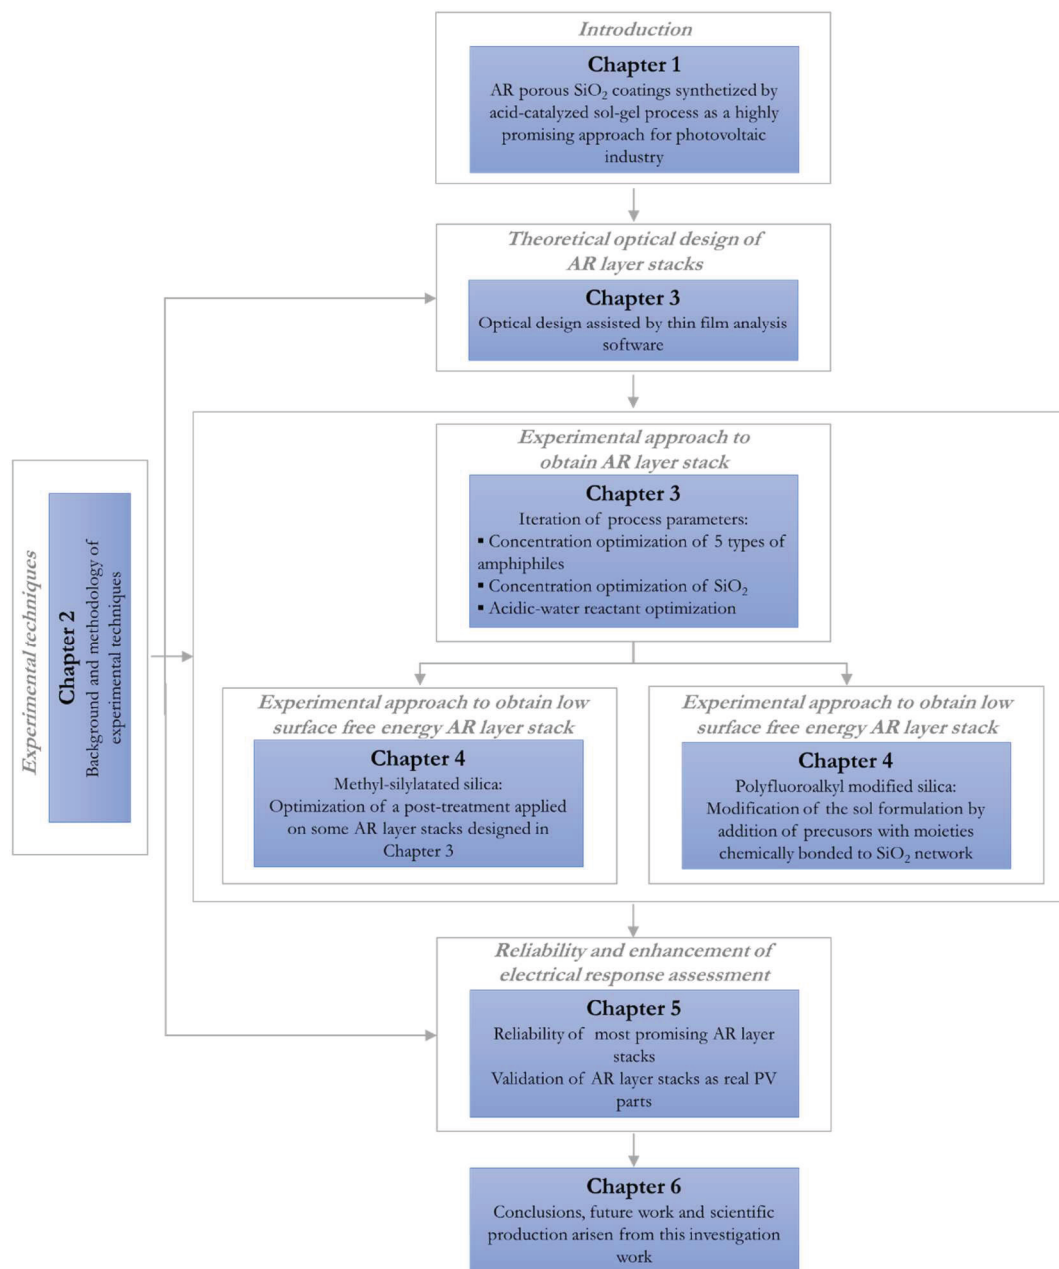 Introduction
Chapter 1
AR porous SiO₂ coatings synthetized by
acid-catalyzed sol-gel process as a highly
promising approach for photovoltaic
industry
Theoretical optical design of
AR layer stacks
Chapter 3
Optical design assisted by thin film analysis
software
Experimental techniques
Chapter 2
Background and methodology of
experimental techniques
Experimental approach to
obtain AR layer stack
Chapter 3
Iteration of process parameters:
▪ Concentration optimization of 5 types of
amphiphiles
▪ Concentration optimization of SiO₂
▪ Acidic-water reactant optimization
Experimental approach to obtain low
surface free energy AR layer stack
Chapter 4
Methyl-silylatated silica:
Optimization of a post-treatment applied
on some AR layer stacks designed in
Chapter 3
Experimental approach to obtain low
surface free energy AR layer stack
Chapter 4
Polyfluoroalkyl modified silica:
Modification of the sol formulation by
addition of precusors with moieties
chemically bonded to SiO₂ network
Reliability and enhancement of
electrical response assessment
Chapter 5
Reliability of most promising AR layer
stacks
Validation of AR layer stacks as real PV
parts
Chapter 6
Conclusions, future work and scientific
production arisen from this investigation
work